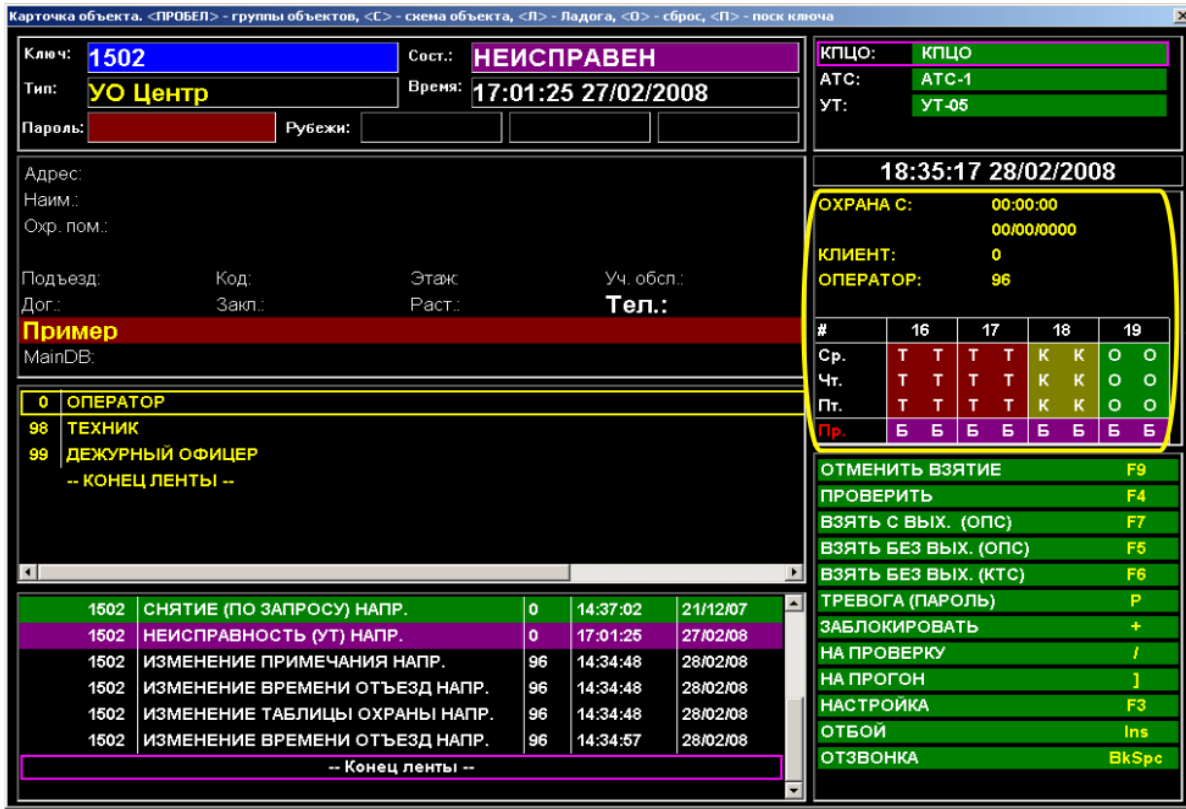 Карточка объекта. <ПРОБЕЛ> - группы объектов, <С> - схема объекта, <Л> - Ладога, <О> - сброс, <П> - поск ключа
Ключ: 1502 Сост.: НЕИСПРАВЕН
Тип: УО Центр Время: 17:01:25 27/02/2008
Пароль: Рубежи:
Адрес:
Наим.:
Охр. пом.:
Подъезд: Код: Этаж: Уч. обсл.:
Дог.: Закл.: Раст.: Тел.:
Пример
MainDB:
0 ОПЕРАТОР
98 ТЕХНИК
99 ДЕЖУРНЫЙ ОФИЦЕР
-- КОНЕЦ ЛЕНТЫ --
1502 СНЯТИЕ (ПО ЗАПРОСУ) НАПР. 0 14:37:02 21/12/07
1502 НЕИСПРАВНОСТЬ (УТ) НАПР. 0 17:01:25 27/02/08
1502 ИЗМЕНЕНИЕ ПРИМЕЧАНИЯ НАПР. 96 14:34:48 28/02/08
1502 ИЗМЕНЕНИЕ ВРЕМЕНИ ОТЪЕЗД НАПР. 96 14:34:48 28/02/08
1502 ИЗМЕНЕНИЕ ТАБЛИЦЫ ОХРАНЫ НАПР. 96 14:34:48 28/02/08
1502 ИЗМЕНЕНИЕ ВРЕМЕНИ ОТЪЕЗД НАПР. 96 14:34:57 28/02/08
-- Конец ленты --
КПЦО: КПЦО
АТС: АТС-1
УТ: УТ-05
18:35:17 28/02/2008
ОХРАНА С: 00:00:00
00/00/0000
КЛИЕНТ: 0
ОПЕРАТОР: 96
# 16 17 18 19
Ср. Т Т Т Т К К О О
Чт. Т Т Т Т К К О О
Пт. Т Т Т Т К К О О
Пр. Б Б Б Б Б Б Б Б
ОТМЕНИТЬ ВЗЯТИЕ F9
ПРОВЕРИТЬ F4
ВЗЯТЬ С ВЫХ. (ОПС) F7
ВЗЯТЬ БЕЗ ВЫХ. (ОПС) F5
ВЗЯТЬ БЕЗ ВЫХ. (КТС) F6
ТРЕВОГА (ПАРОЛЬ) P
ЗАБЛОКИРОВАТЬ +
НА ПРОВЕРКУ /
НА ПРОГОН ]
НАСТРОЙКА F3
ОТБОЙ Ins
ОТЗВОНКА BkSpc